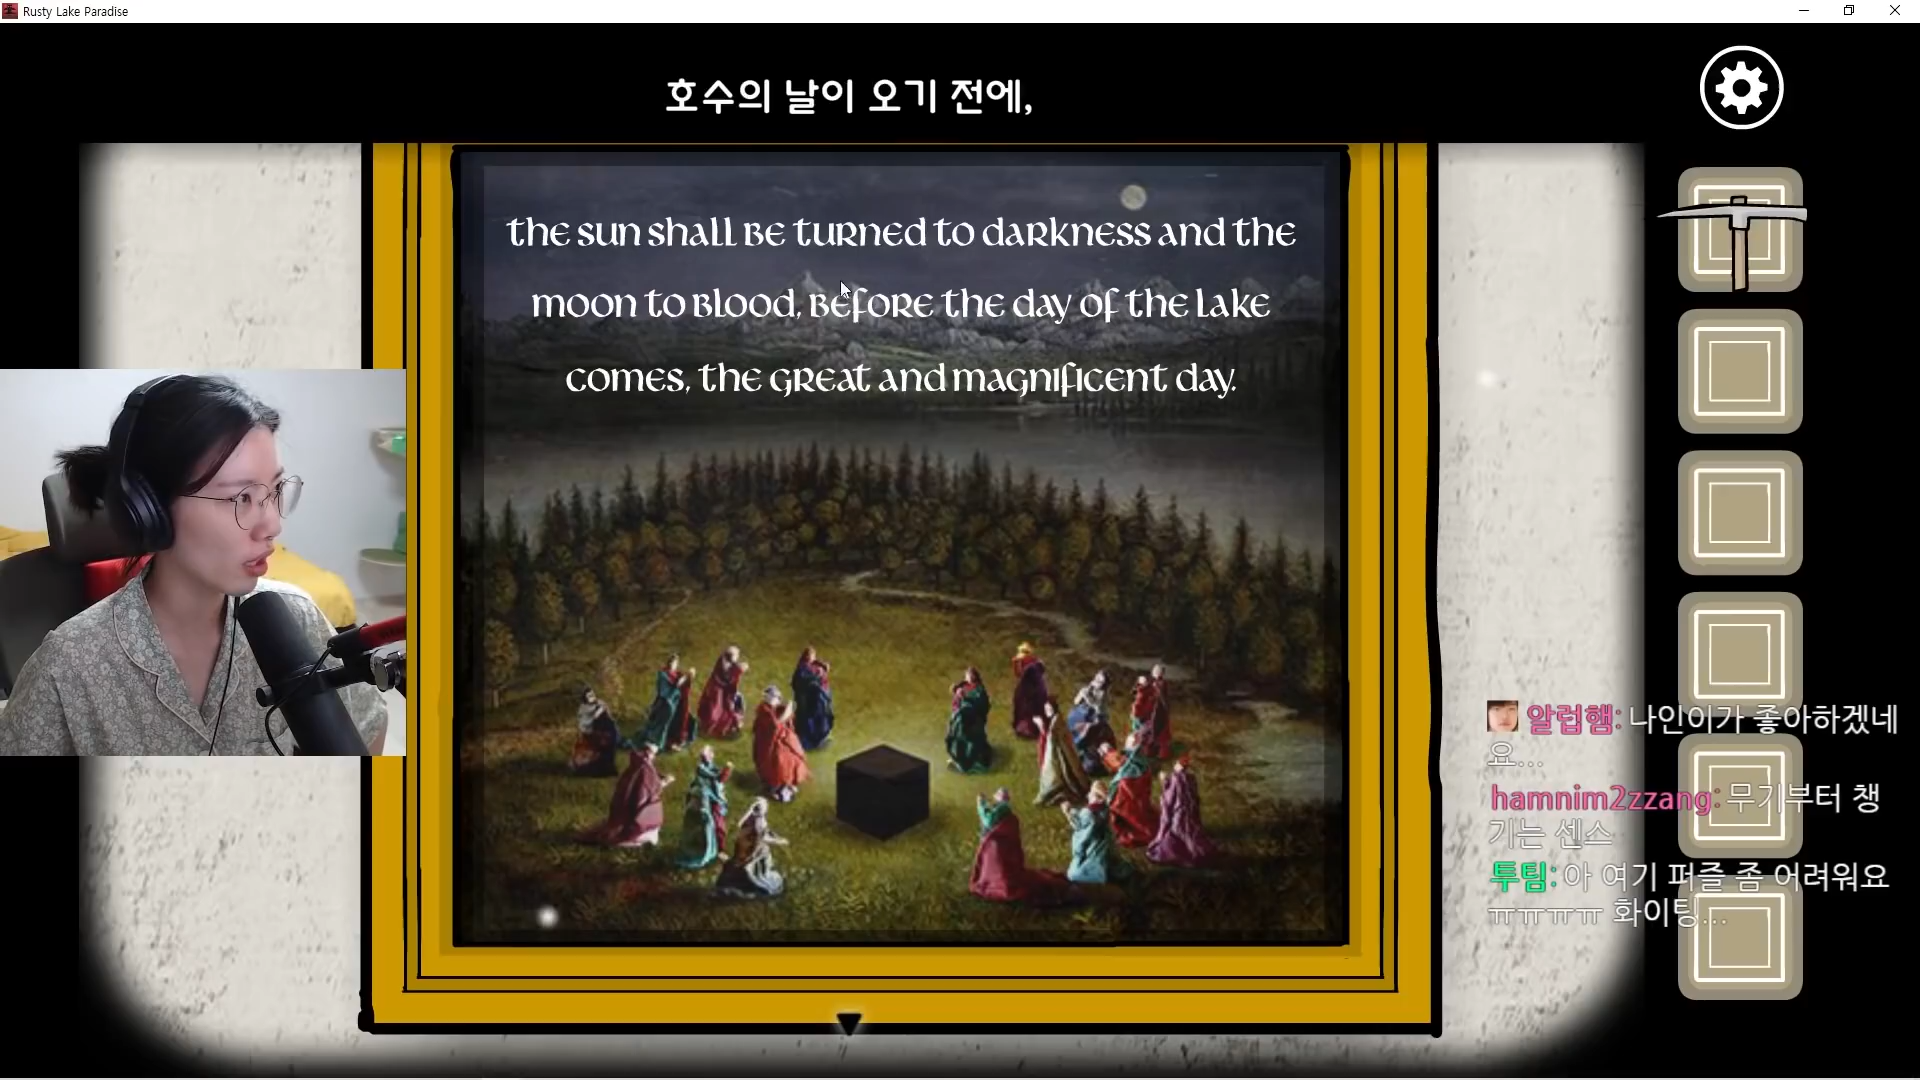 Rusty Lake Paradise
호수의 날이 오기 전에,
the sun shall be turned to darkness and the
moon to blood, before the day of the lake
comes, the great and magnificent day.
알럽햄: 나인이가 좋아하겠네
요...
hamnim2zzang: 무기부터 챙
기는 센스
투팀: 아 여기 퍼즐 좀 어려워요
ㅠㅠㅠㅠ 화이팅...